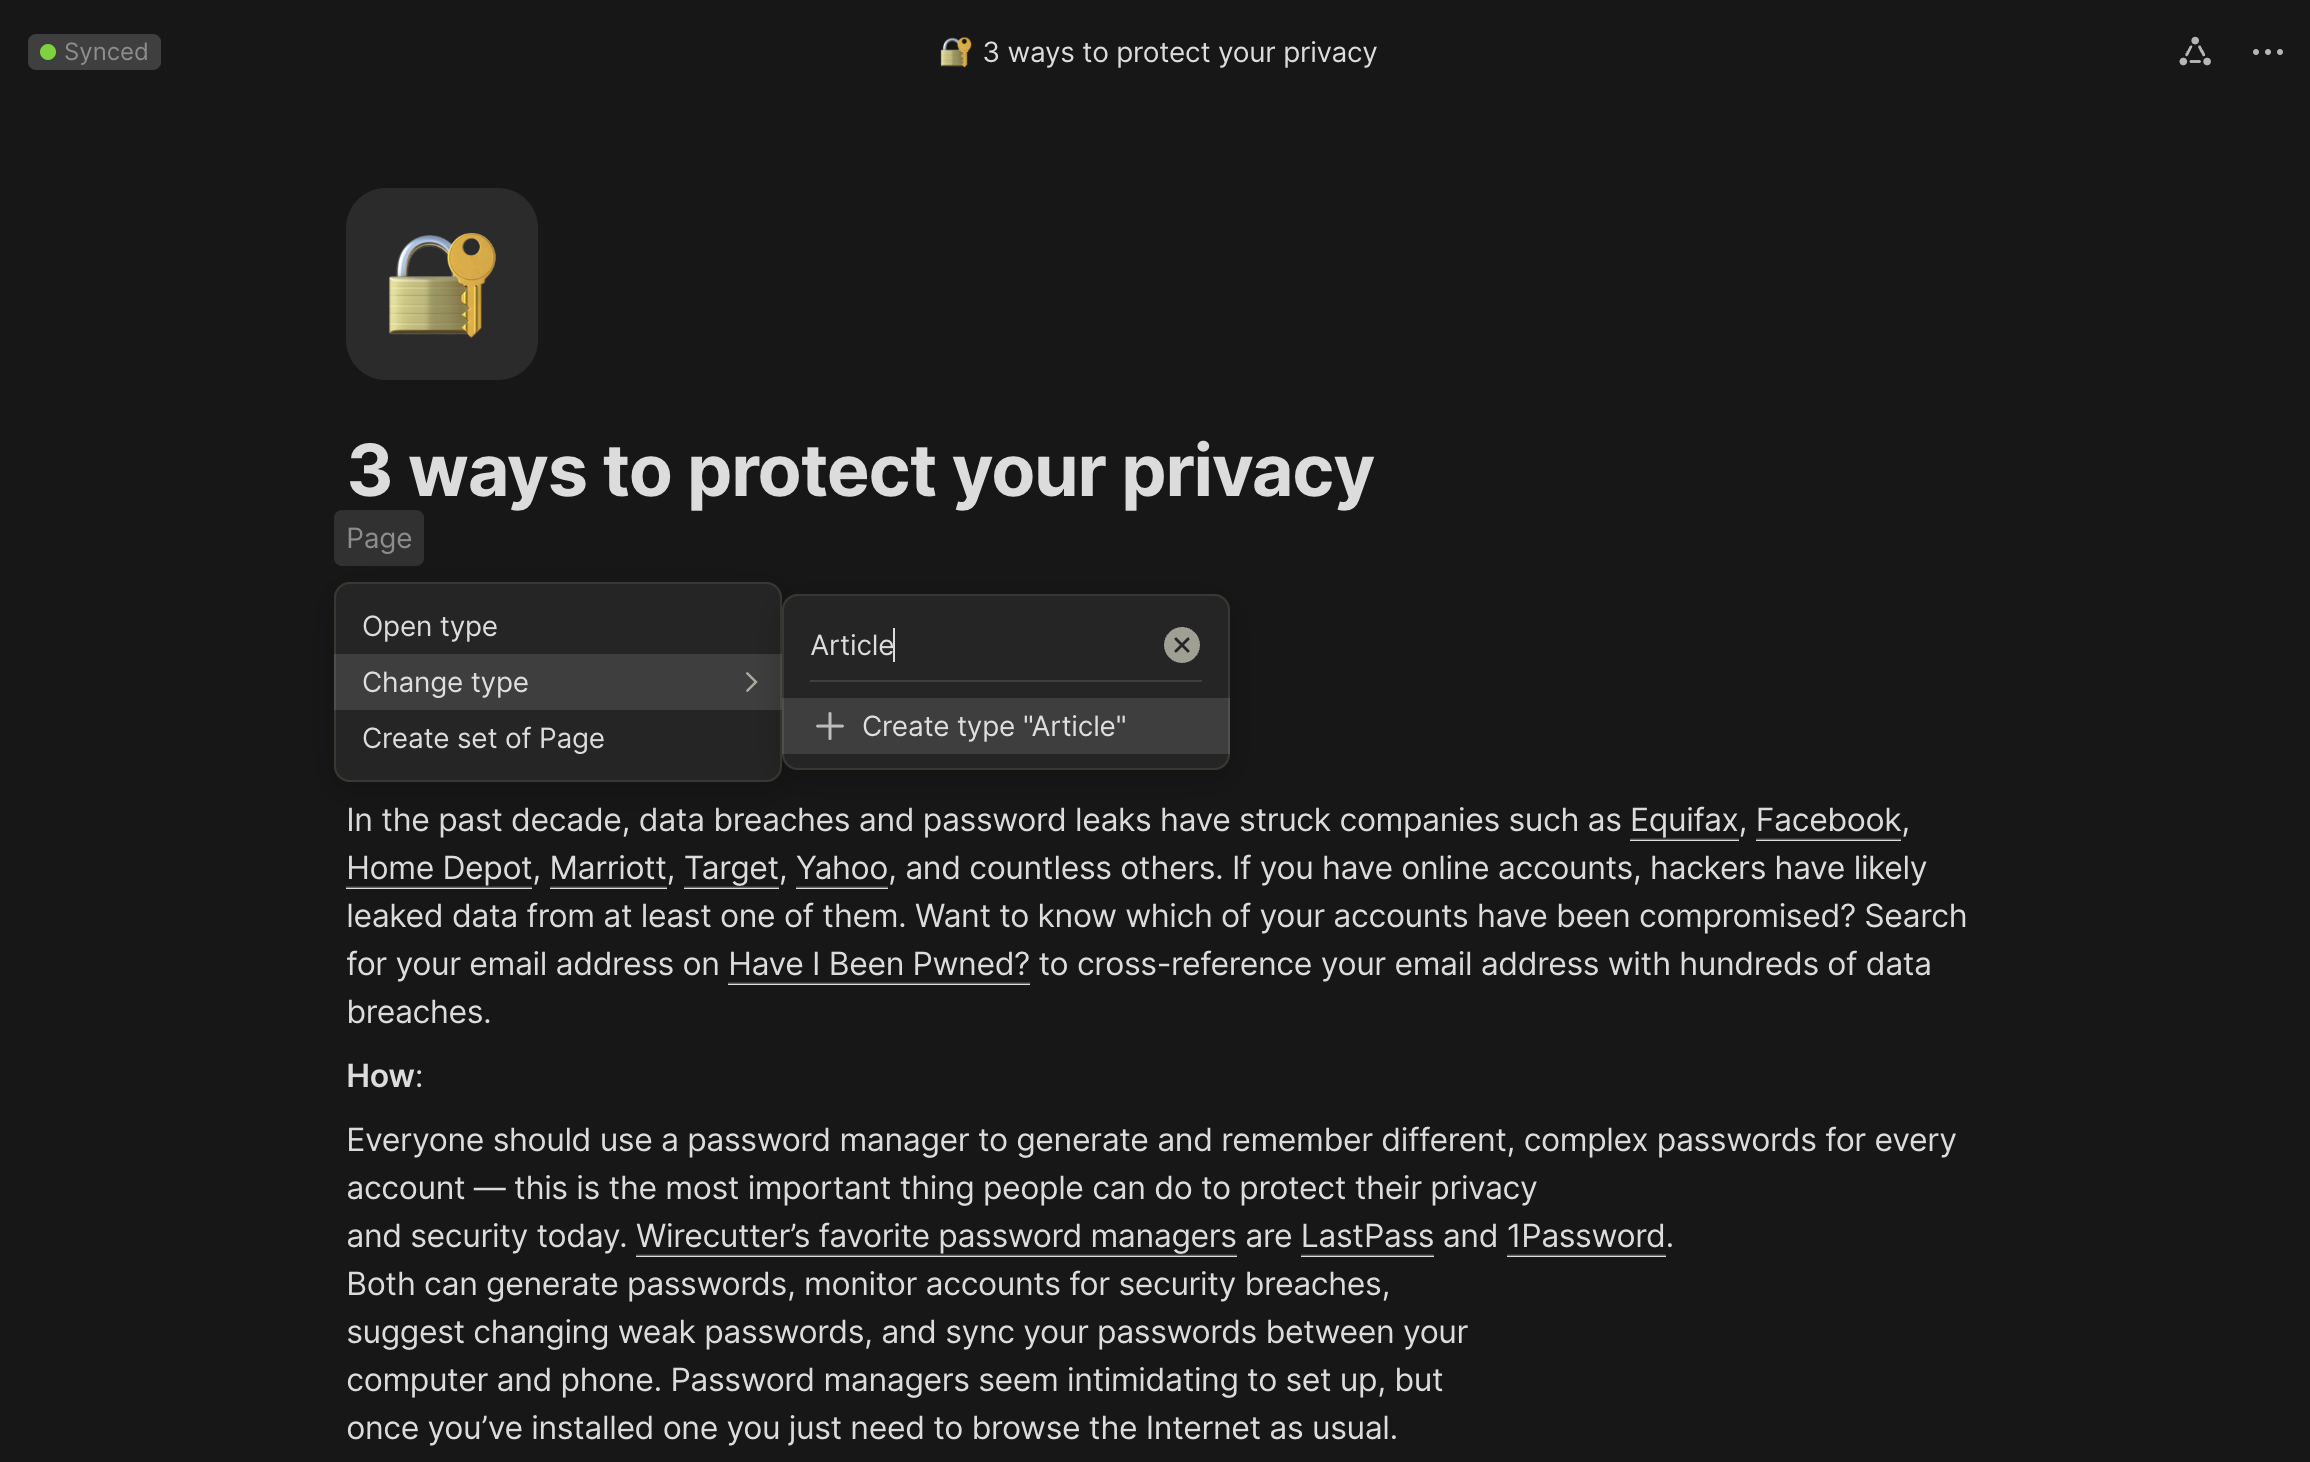 Synced
3 ways to protect your privacy
3 ways to protect your privacy
Page
Open type
Change type
Create set of Page
Article
Create type "Article"
In the past decade, data breaches and password leaks have struck companies such as Equifax, Facebook,
Home Depot, Marriott, Target, Yahoo, and countless others. If you have online accounts, hackers have likely
leaked data from at least one of them. Want to know which of your accounts have been compromised? Search
for your email address on Have I Been Pwned? to cross-reference your email address with hundreds of data
breaches.
How:
Everyone should use a password manager to generate and remember different, complex passwords for every
account — this is the most important thing people can do to protect their privacy
and security today. Wirecutter’s favorite password managers are LastPass and 1Password.
Both can generate passwords, monitor accounts for security breaches,
suggest changing weak passwords, and sync your passwords between your
computer and phone. Password managers seem intimidating to set up, but
once you’ve installed one you just need to browse the Internet as usual.